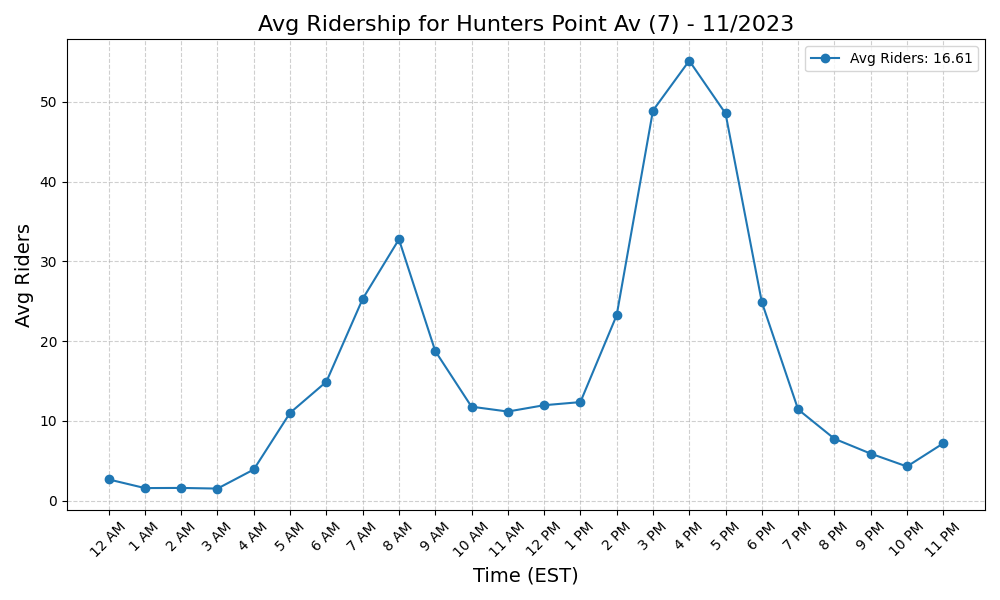 Avg Ridership for Hunters Point Av (7) - 11/2023
Avg Riders: 16.61
Avg Riders
50
40
30
20
10
0
12 AM
1 AM
2 AM
3 AM
4 AM
5 AM
6 AM
7 AM
8 AM
9 AM
10 AM
11 AM
12 PM
1 PM
2 PM
3 PM
4 PM
5 PM
6 PM
7 PM
8 PM
9 PM
10 PM
11 PM
Time (EST)